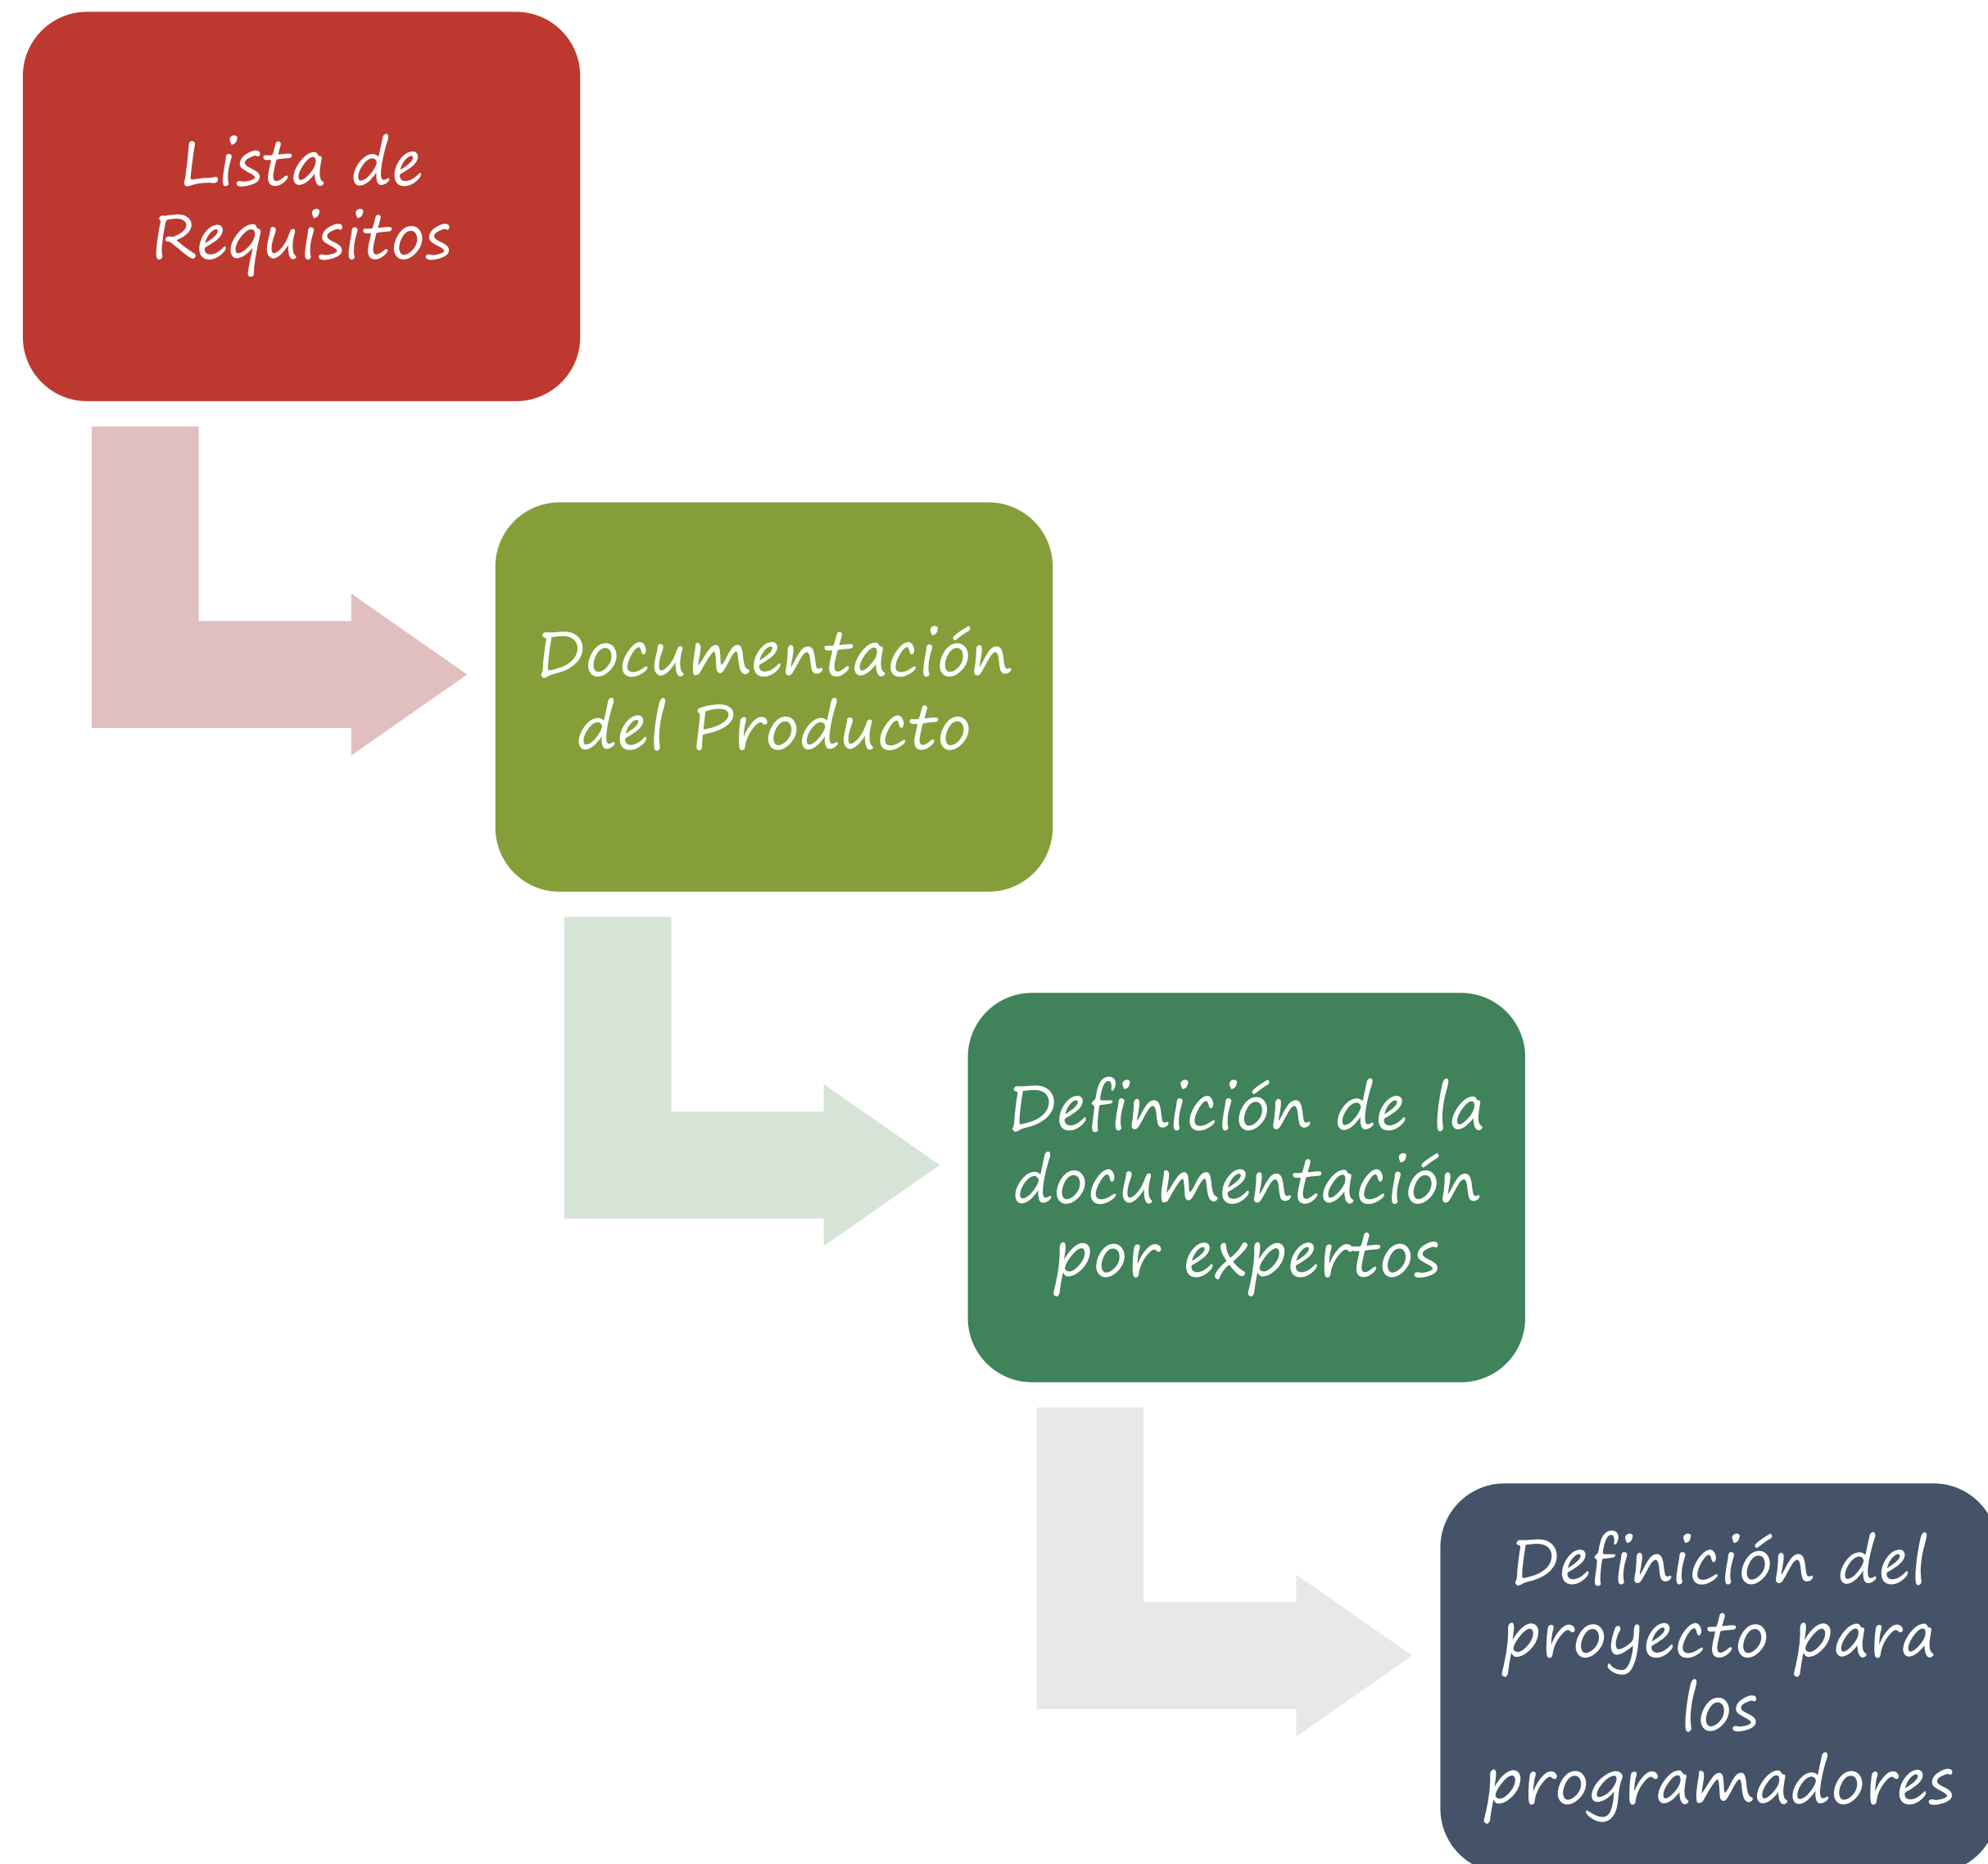 Lista de
Requisitos
Documentación
del Producto
Definición de la
documentación
por expertos
Definición del
proyecto para
los
programadores